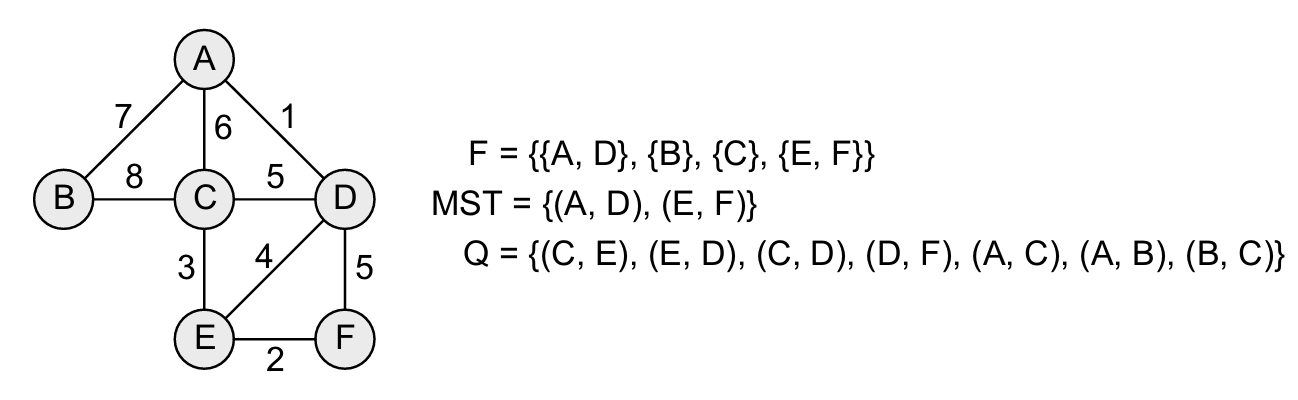 A
7
6
1
B
8
C
5
D
3
4
5
E
2
F
F = {{A, D}, {B}, {C}, {E, F}}
MST = {(A, D), (E, F)}
Q = {(C, E), (E, D), (C, D), (D, F), (A, C), (A, B), (B, C)}